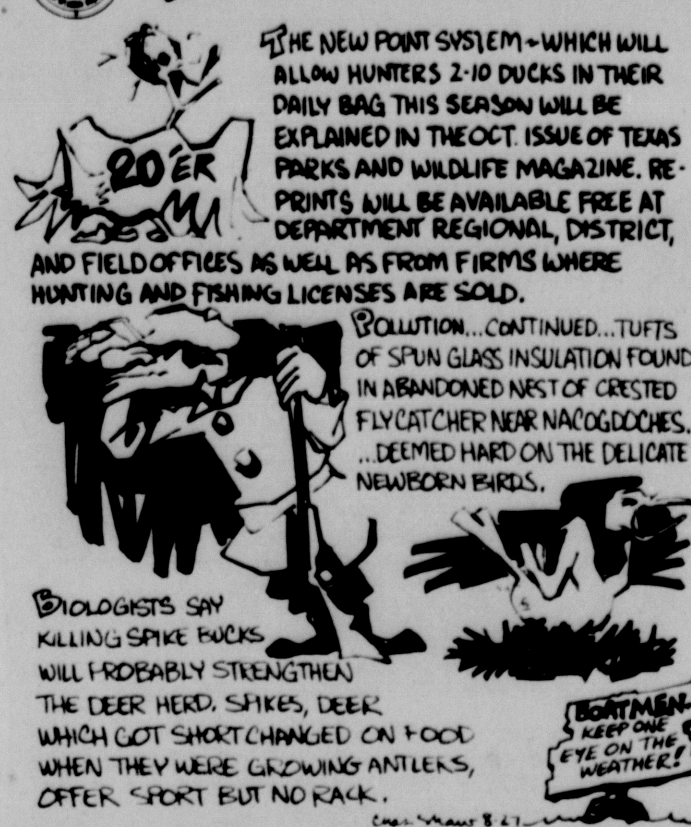 THE NEW POINT SYSTEM - WHICH WILL
ALLOW HUNTERS 2-10 DUCKS IN THEIR
DAILY BAG THIS SEASON WILL BE
EXPLAINED IN THE OCT. ISSUE OF TEXAS
PARKS AND WILDLIFE MAGAZINE. RE-
PRINTS WILL BE AVAILABLE FREE AT
DEPARTMENT REGIONAL, DISTRICT,
AND FIELD OFFICES AS WELL AS FROM FIRMS WHERE
HUNTING AND FISHING LICENSES ARE SOLD.
20'ER
POLLUTION...CONTINUED...TUFTS
OF SPUN GLASS INSULATION FOUND
IN ABANDONED NEST OF CRESTED
FLYCATCHER NEAR NACOGDOCHES.
...DEEMED HARD ON THE DELICATE
NEWBORN BIRDS.
BIOLOGISTS SAY
KILLING SPIKE BUCKS
WILL PROBABLY STRENGTHEN
THE DEER HERD. SPIKES, DEER
WHICH GOT SHORTCHANGED ON FOOD
WHEN THEY WERE GROWING ANTLERS,
OFFER SPORT BUT NO RACK.
BOATMEN-
KEEP ONE
EYE ON THE
WEATHER!
Chas. Shaw 8-27